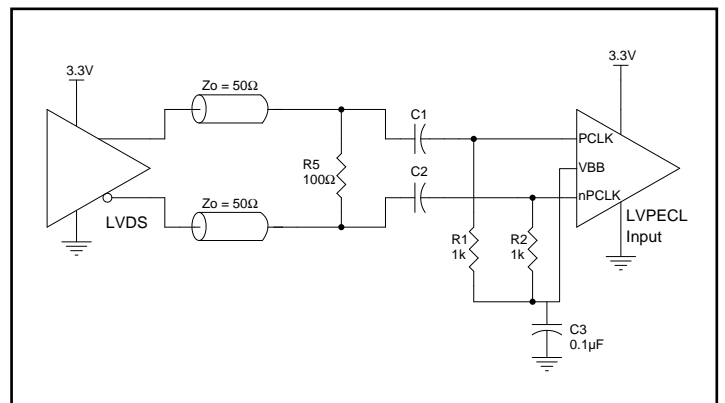 3.3V
Zo = 50Ω
C1
3.3V
PCLK
R5
100Ω
VBB
C2
nPCLK
Zo = 50Ω
LVDS
LVPECL
Input
R1
1k
R2
1k
C3
0.1µF